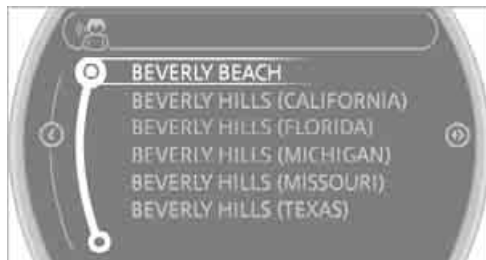 BEVERLY BEACH
BEVERLY HILLS (CALIFORNIA)
BEVERLY HILLS (FLORIDA)
BEVERLY HILLS (MICHIGAN)
BEVERLY HILLS (MISSOURI)
BEVERLY HILLS (TEXAS)